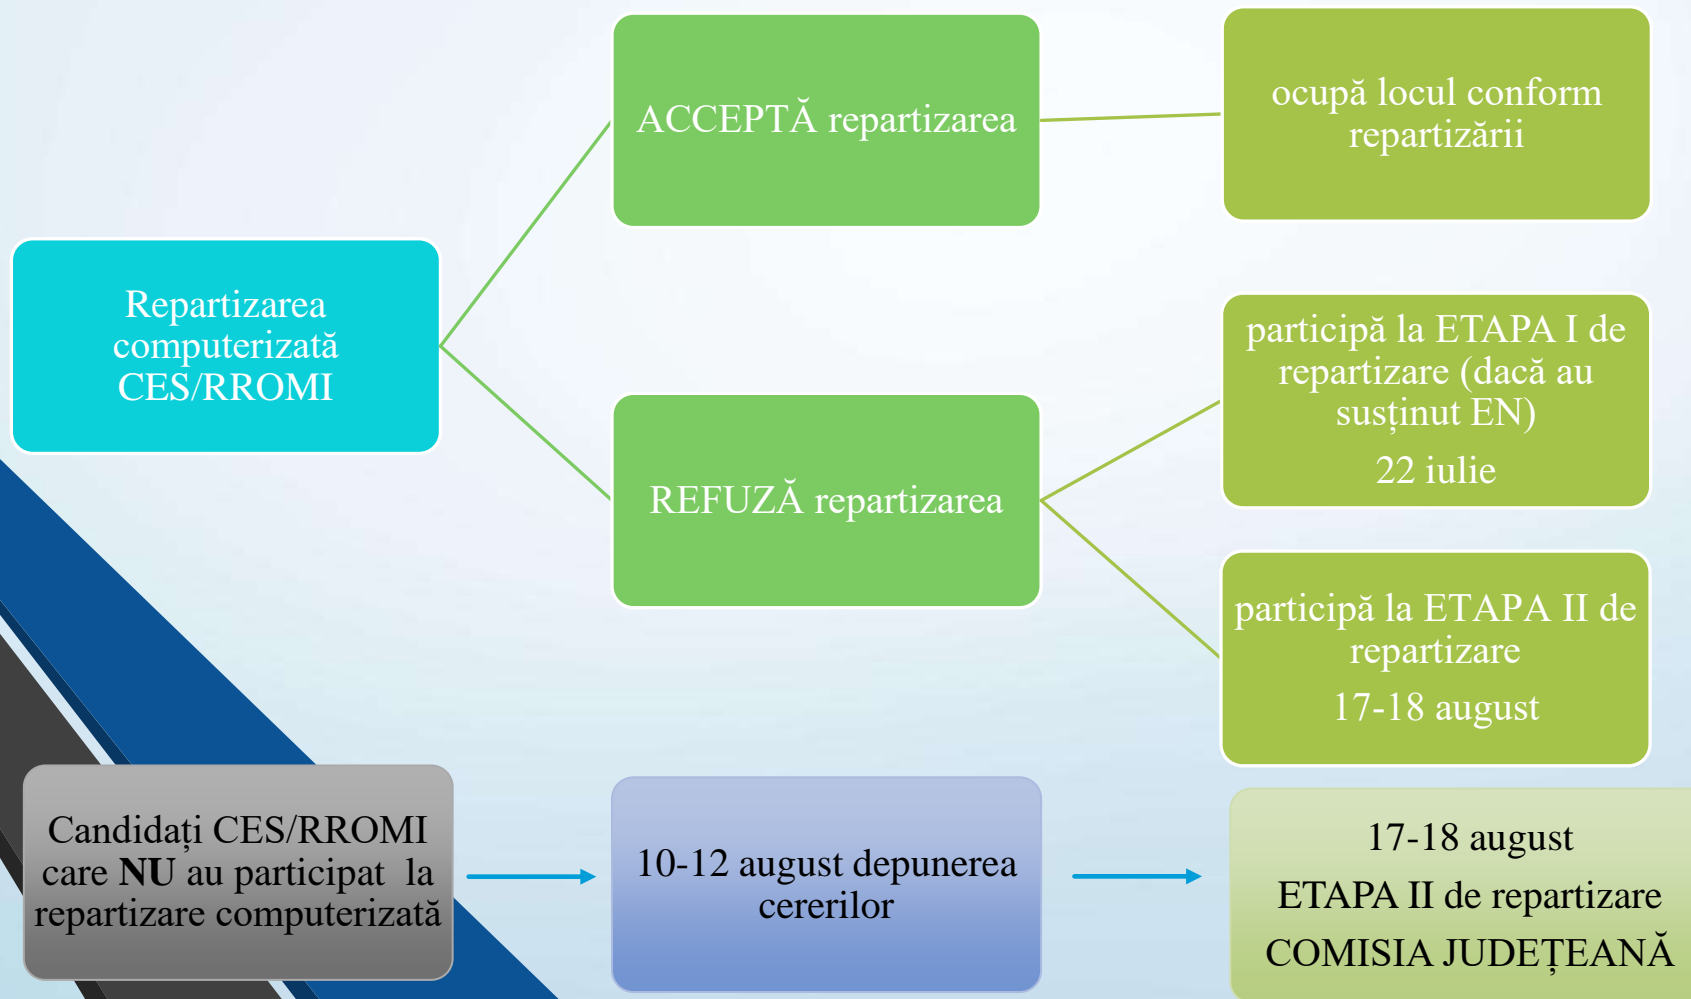 Repartizarea
computerizată
CES/RROMI
ACCEPTĂ repartizarea
ocupă locul conform
repartizării
REFUZĂ repartizarea
participă la ETAPA I de
repartizare (dacă au
susținut EN)
22 iulie
participă la ETAPA II de
repartizare
17-18 august
Candidați CES/RROMI
care NU au participat la
repartizare computerizată
10-12 august depunerea
cererilor
17-18 august
ETAPA II de repartizare
COMISIA JUDEȚEANĂ